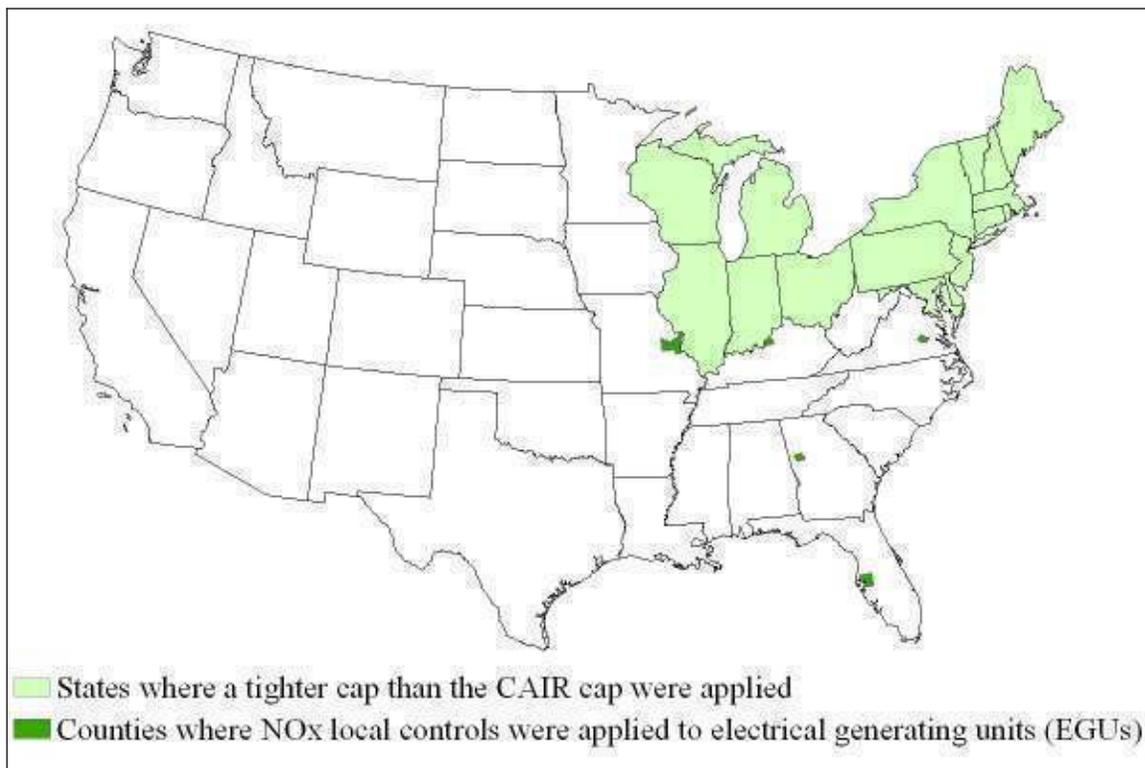 States where a tighter cap than the CAIR cap were applied
Counties where NOx local controls were applied to electrical generating units (EGUs)